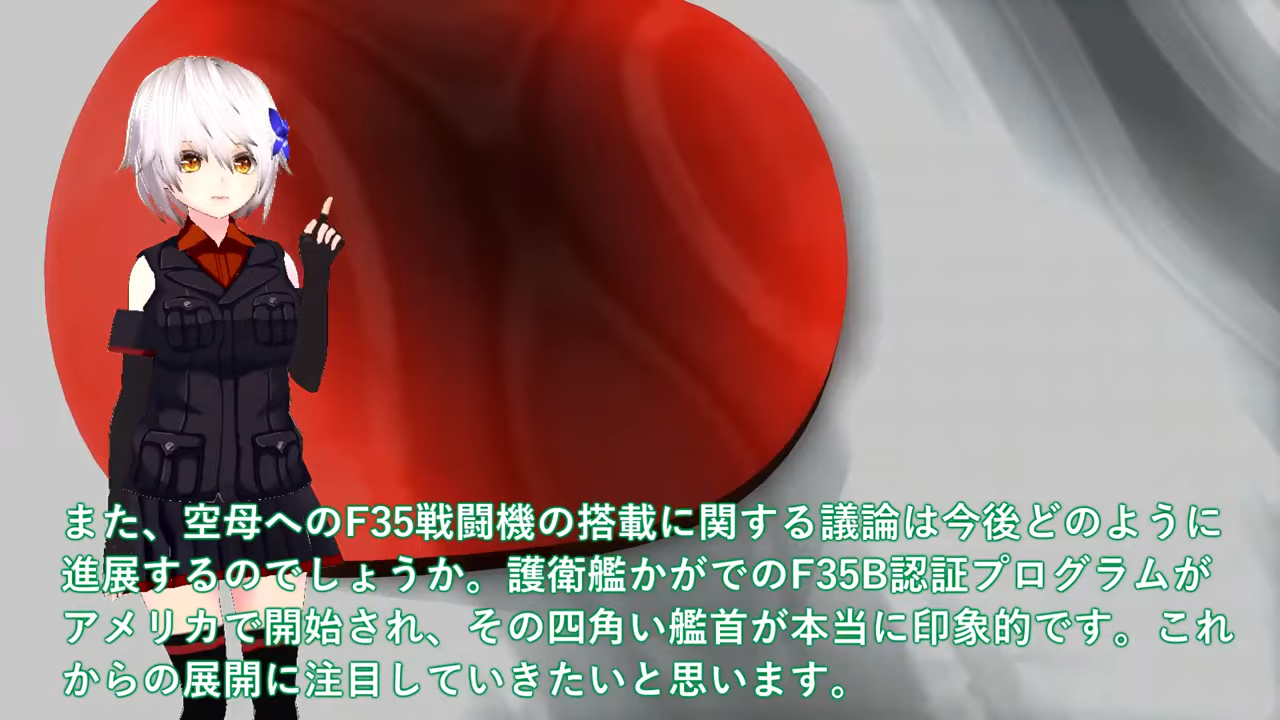 また、空母へのF35戦闘機の搭載に関する議論は今後どのように
進展するのでしょうか。護衛艦かがでのF35B認証プログラムが
アメリカで開始され、その四角い艦首が本当に印象的です。これ
からの展開に注目していきたいと思います。